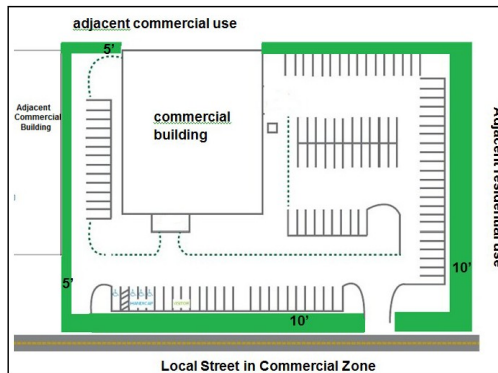 adjacent commercial use
5'
Adjacent
Commercial
Building
commercial
building
Adjacent Residential Use
5'
10'
HANDICAP
10'
Local Street in Commercial Zone